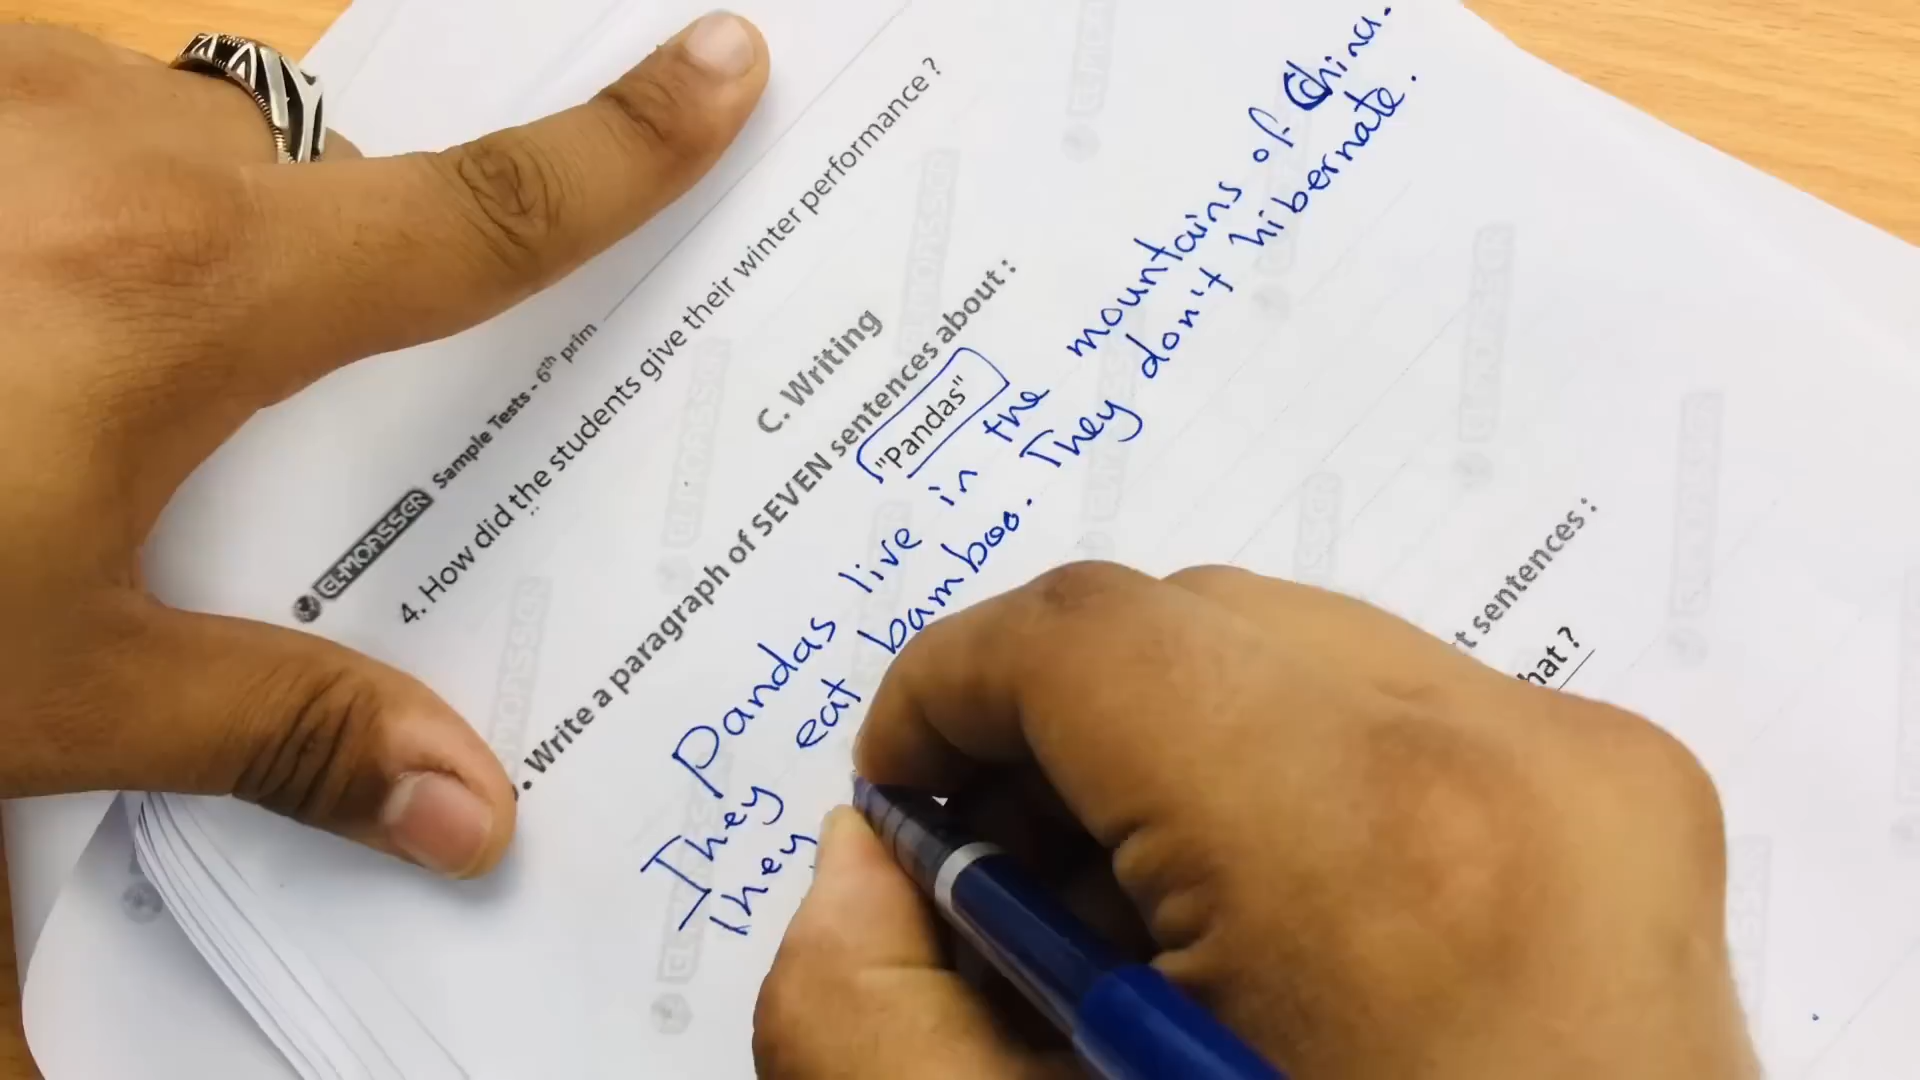 EL-MOASSER Sample Tests - 6th prim
4. How did the students give their winter performance ?
C. Writing
. Write a paragraph of SEVEN sentences about :
"Pandas"
Pandas live in the mountains of China.
They eat bamboo. They don't hibernate.
They
sentences :